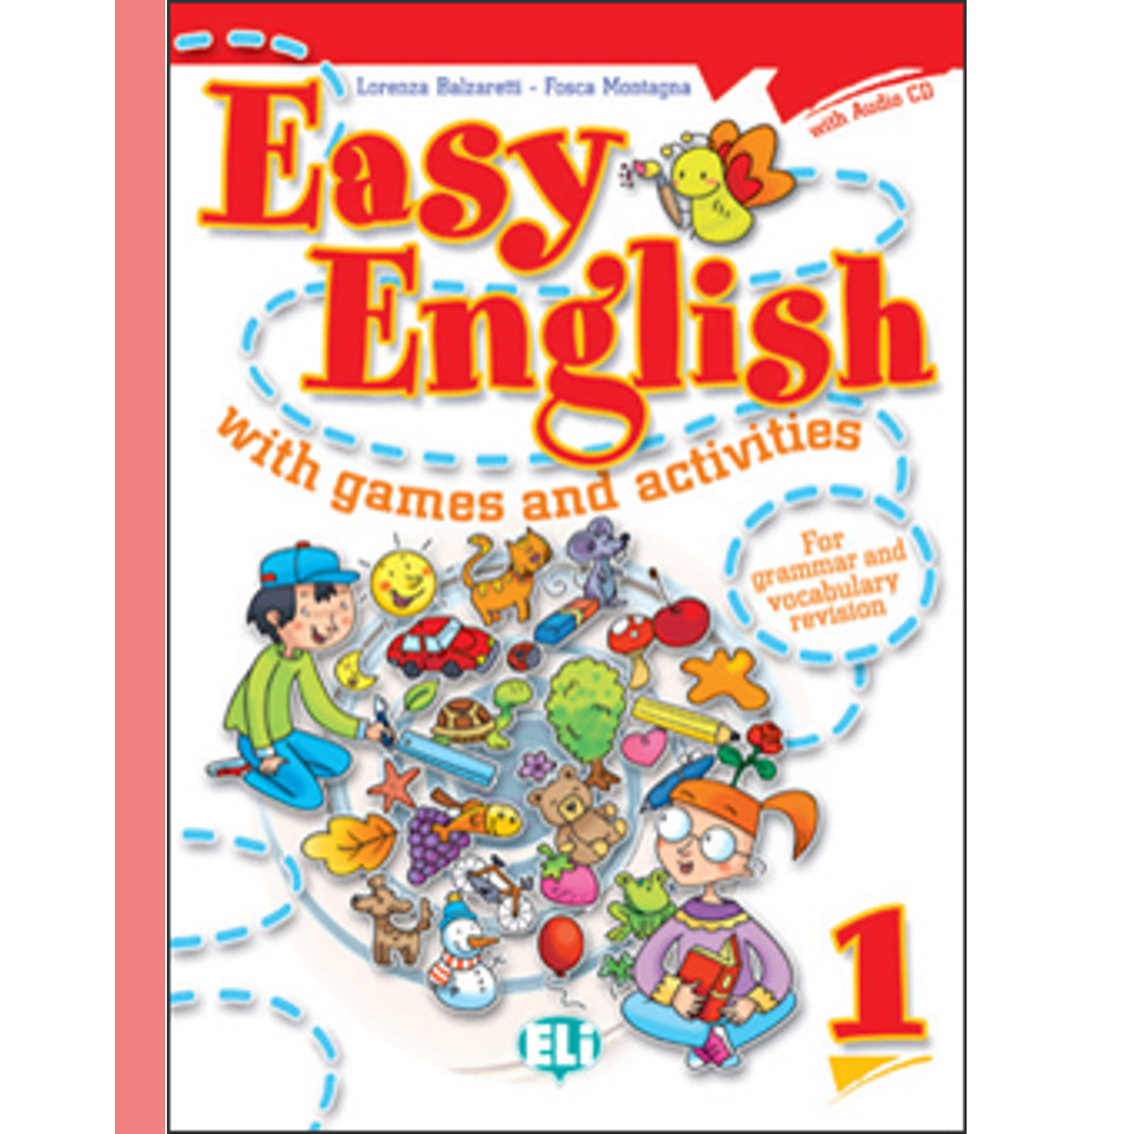 Lorenza Balzaretti - Fosca Montagna
with Audio CD
Easy
English
with games and activities
For
grammar and
vocabulary
revision
1
ELi